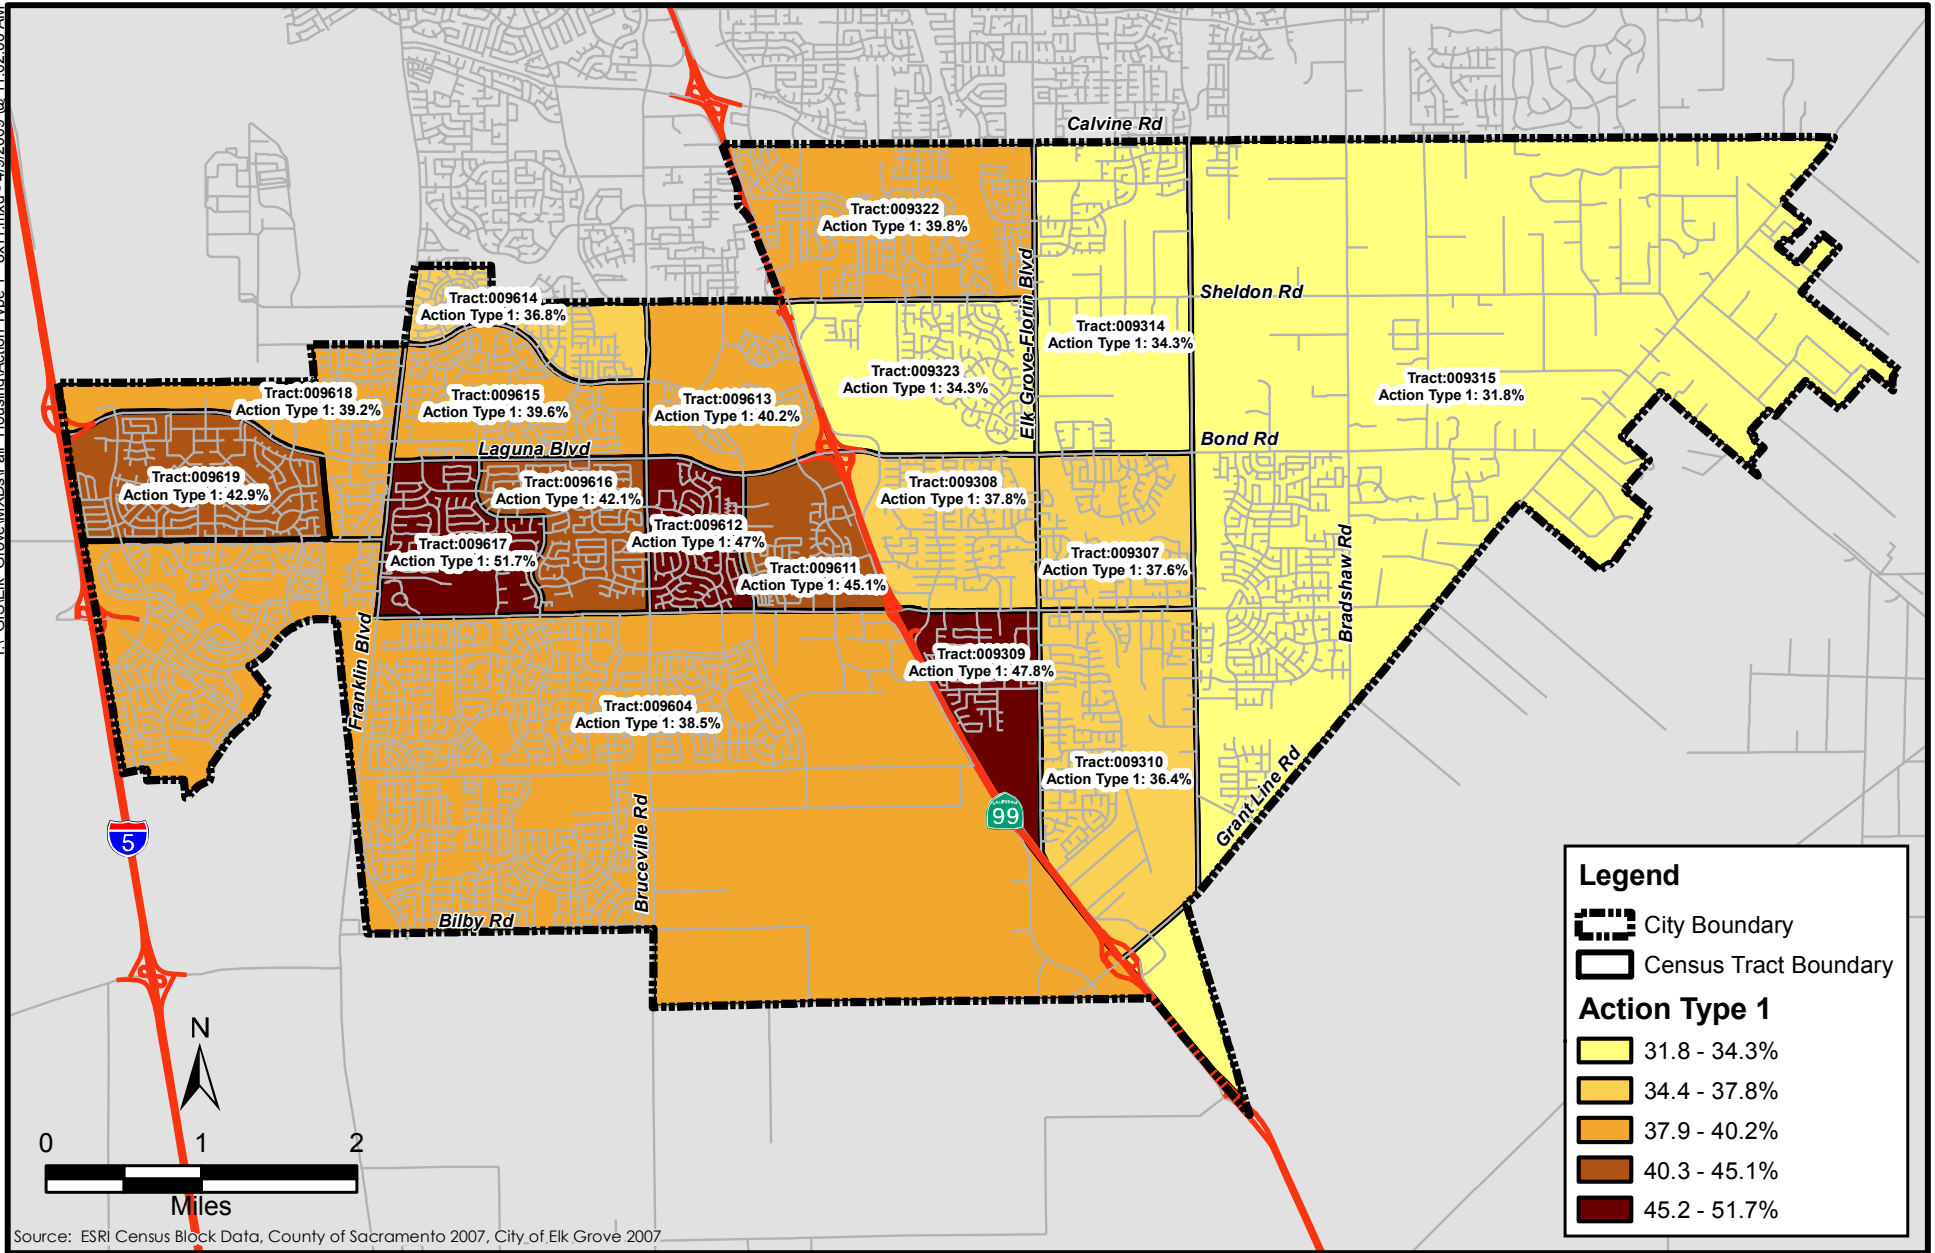 Calvine Rd
Tract:009322
Action Type 1: 39.8%
Elk Grove-Florin Blvd
Sheldon Rd
Tract:009614
Action Type 1: 36.8%
Tract:009314
Action Type 1: 34.3%
Tract:009323
Action Type 1: 34.3%
Tract:009315
Action Type 1: 31.8%
Tract:009618
Action Type 1: 39.2%
Tract:009615
Action Type 1: 39.6%
Tract:009613
Action Type 1: 40.2%
Bond Rd
Laguna Blvd
Tract:009619
Action Type 1: 42.9%
Tract:009616
Action Type 1: 42.1%
Tract:009308
Action Type 1: 37.8%
Tract:009612
Action Type 1: 47%
Tract:009617
Action Type 1: 51.7%
Tract:009307
Action Type 1: 37.6%
Tract:009611
Action Type 1: 45.1%
Bradshaw Rd
Franklin Blvd
Tract:009309
Action Type 1: 47.8%
Tract:009604
Action Type 1: 38.5%
Tract:009310
Action Type 1: 36.4%
Grant Line Rd
CALIFORNIA
99
5
Bruceville Rd
Bilby Rd
Legend
City Boundary
Census Tract Boundary
Action Type 1
31.8 - 34.3%
34.4 - 37.8%
37.9 - 40.2%
40.3 - 45.1%
45.2 - 51.7%
N
0 1 2
Miles
Source: ESRI Census Block Data, County of Sacramento 2007, City of Elk Grove 2007